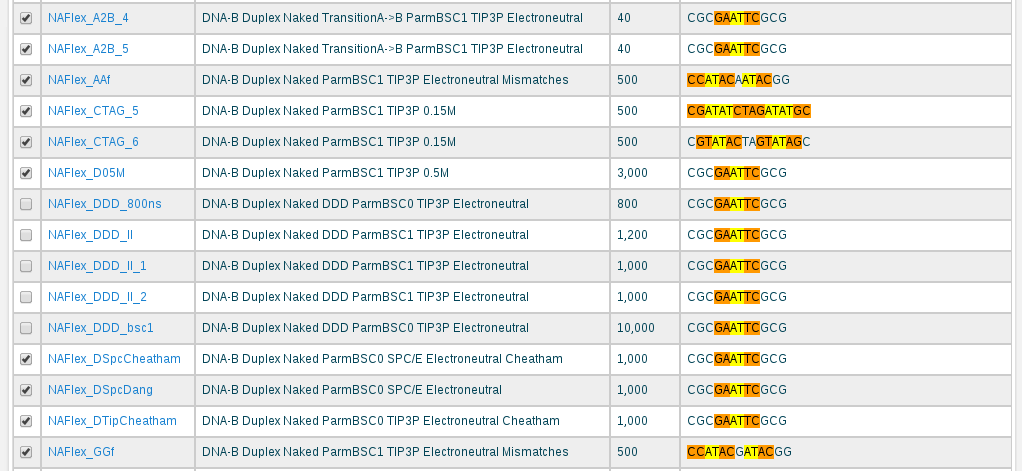 NAFlex_A2B_4 DNA-B Duplex Naked TransitionA->B ParmBSC1 TIP3P Electroneutral 40 CGCGAATTCGCG
NAFlex_A2B_5 DNA-B Duplex Naked TransitionA->B ParmBSC1 TIP3P Electroneutral 40 CGCGAATTCGCG
NAFlex_AAf DNA-B Duplex Naked ParmBSC1 TIP3P Electroneutral Mismatches 500 CCATACAATACGG
NAFlex_CTAG_5 DNA-B Duplex Naked ParmBSC1 TIP3P 0.15M 500 CGATATCTAGATATGC
NAFlex_CTAG_6 DNA-B Duplex Naked ParmBSC1 TIP3P 0.15M 500 CGTATACTAGTATAGC
NAFlex_D05M DNA-B Duplex Naked ParmBSC1 TIP3P 0.5M 3,000 CGCGAATTCGCG
NAFlex_DDD_800ns DNA-B Duplex Naked DDD ParmBSC0 TIP3P Electroneutral 800 CGCGAATTCGCG
NAFlex_DDD_II DNA-B Duplex Naked DDD ParmBSC1 TIP3P Electroneutral 1,200 CGCGAATTCGCG
NAFlex_DDD_II_1 DNA-B Duplex Naked DDD ParmBSC1 TIP3P Electroneutral 1,000 CGCGAATTCGCG
NAFlex_DDD_II_2 DNA-B Duplex Naked DDD ParmBSC1 TIP3P Electroneutral 1,000 CGCGAATTCGCG
NAFlex_DDD_bsc1 DNA-B Duplex Naked DDD ParmBSC0 TIP3P Electroneutral 10,000 CGCGAATTCGCG
NAFlex_DSpcCheatham DNA-B Duplex Naked ParmBSC0 SPC/E Electroneutral Cheatham 1,000 CGCGAATTCGCG
NAFlex_DSpcDang DNA-B Duplex Naked ParmBSC0 SPC/E Electroneutral 1,000 CGCGAATTCGCG
NAFlex_DTipCheatham DNA-B Duplex Naked ParmBSC0 TIP3P Electroneutral Cheatham 1,000 CGCGAATTCGCG
NAFlex_GGf DNA-B Duplex Naked ParmBSC1 TIP3P Electroneutral Mismatches 500 CCATACGATACGG